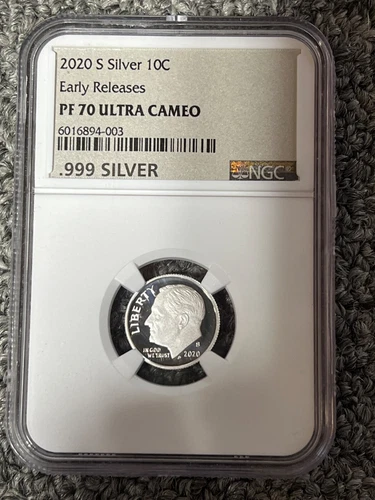 2020 S Silver 10C
Early Releases
PF 70 ULTRA CAMEO
6016894-003
.999 SILVER
NGC
LIBERTY
IN GOD
WE TRUST
S
2020